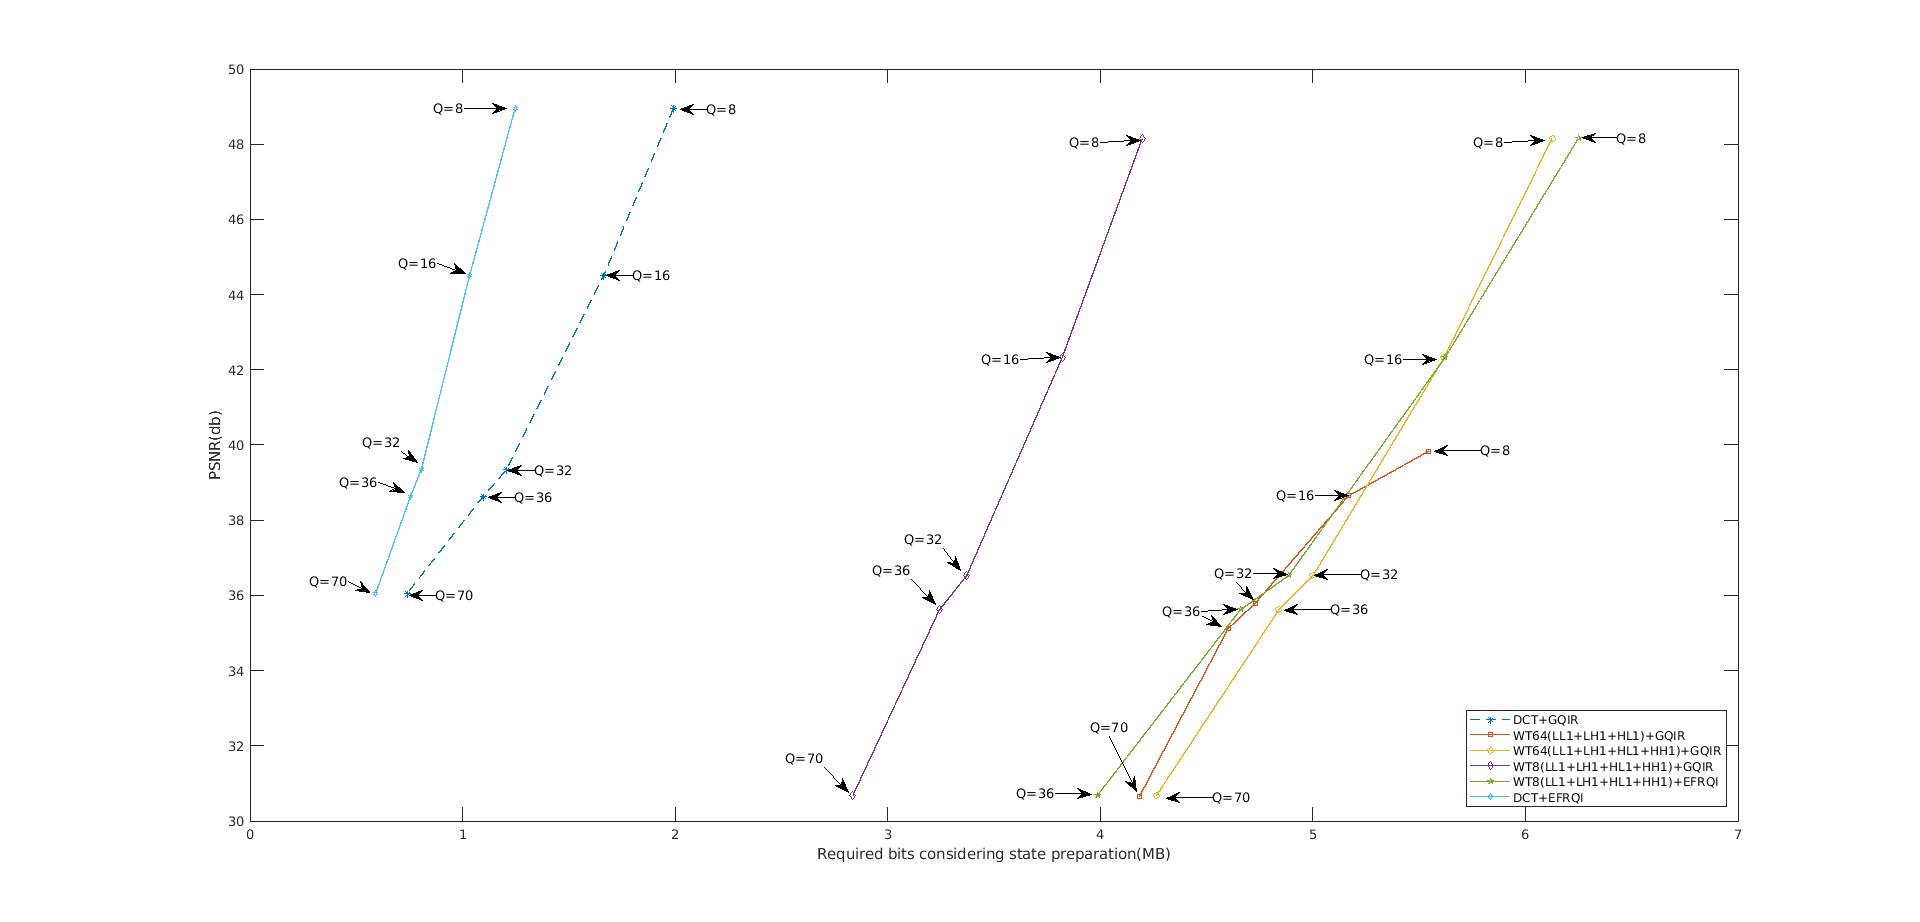 50
48
46
44
42
40
38
36
34
32
30
PSNR(db)
Q=8
Q=8
Q=8
Q=8
Q=8
Q=16
Q=16
Q=16
Q=16
Q=32
Q=8
Q=36
Q=32
Q=36
Q=16
Q=32
Q=36
Q=32
Q=32
Q=70
Q=70
Q=36
Q=36
Q=70
Q=70
Q=36
Q=70
DCT+GQIR
WT64(LL1+LH1+HL1)+GQIR
WT64(LL1+LH1+HL1+HH1)+GQIR
WT8(LL1+LH1+HL1+HH1)+GQIR
WT8(LL1+LH1+HL1+HH1)+EFRQI
DCT+EFRQI
0 1 2 3 4 5 6 7
Required bits considering state preparation(MB)